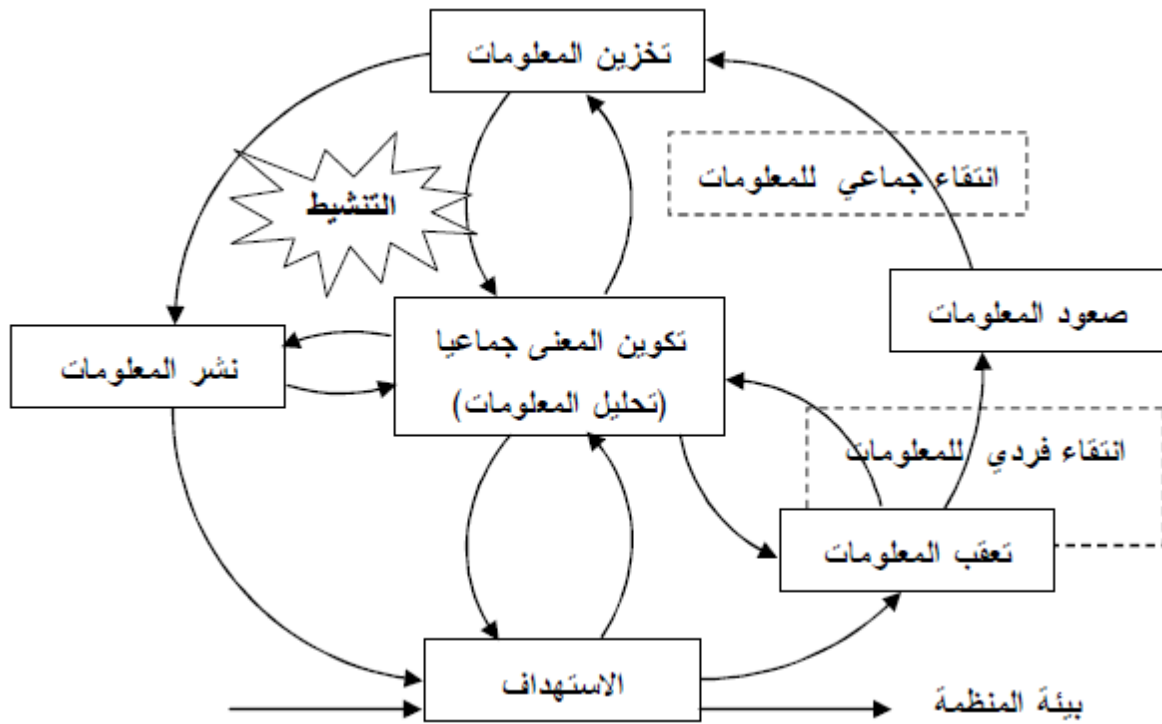 تخزين المعلومات
انتقاء جماعي للمعلومات
التنشيط
صعود المعلومات
تكوين المعنى جماعيا
(تحليل المعلومات)
نشر المعلومات
انتقاء فردي للمعلومات
تعقب المعلومات
الاستهداف
بيئة المنظمة